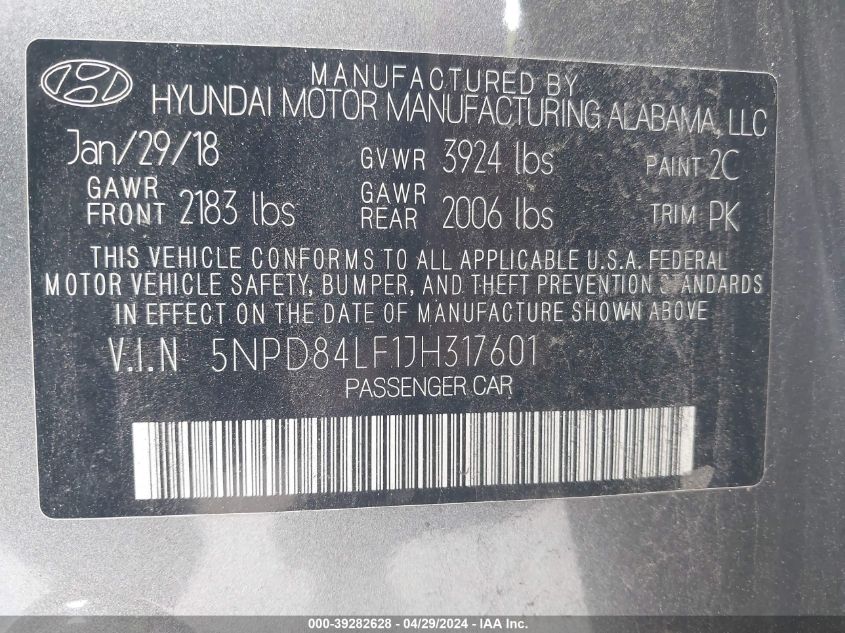 MANUFACTURED BY
HYUNDAI MOTOR MANUFACTURING ALABAMA, LLC
Jan/29/18 GVWR 3924 lbs PAINT 2C
GAWR FRONT 2183 lbs GAWR REAR 2006 lbs TRIM PK
THIS VEHICLE CONFORMS TO ALL APPLICABLE U.S.A. FEDERAL
MOTOR VEHICLE SAFETY, BUMPER, AND THEFT PREVENTION STANDARDS
IN EFFECT ON THE DATE OF MANUFACTURE SHOWN ABOVE
V.I.N 5NPD84LF1JH317601
PASSENGER CAR
000-39282628 - 04/29/2024 - IAA Inc.